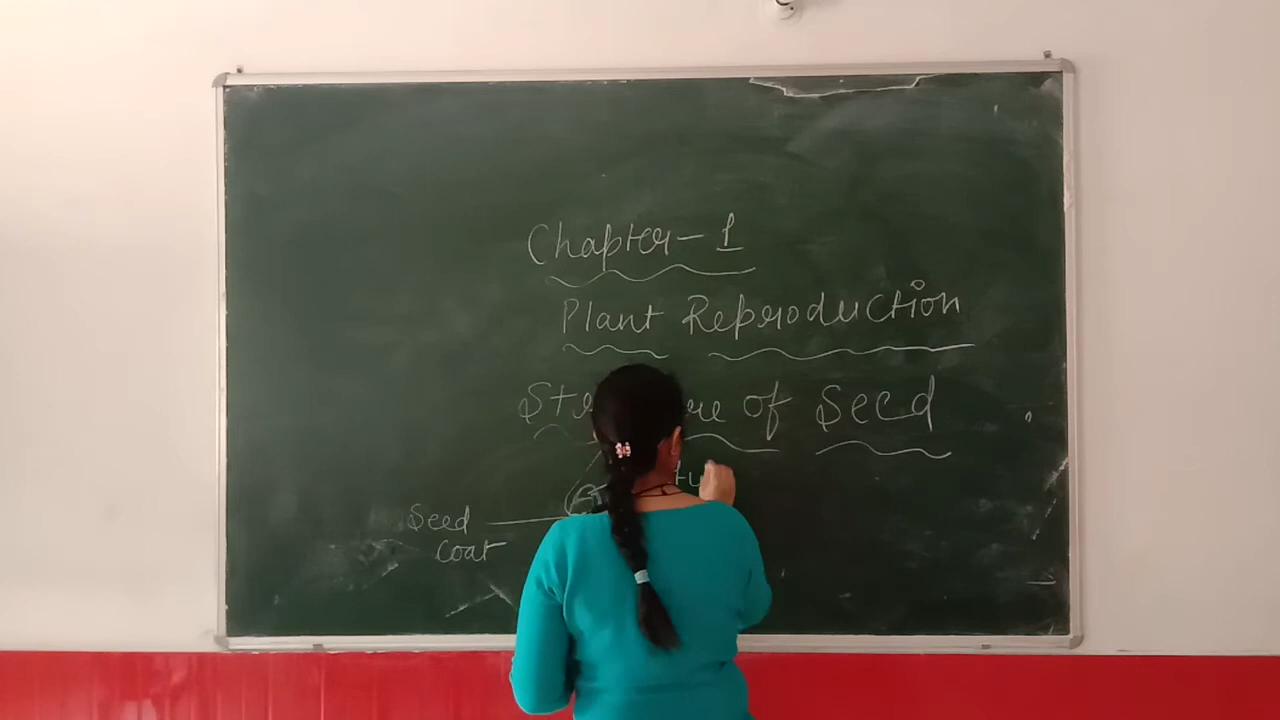 Chapter-1
Plant Reproduction
of Seed
Seed
coat